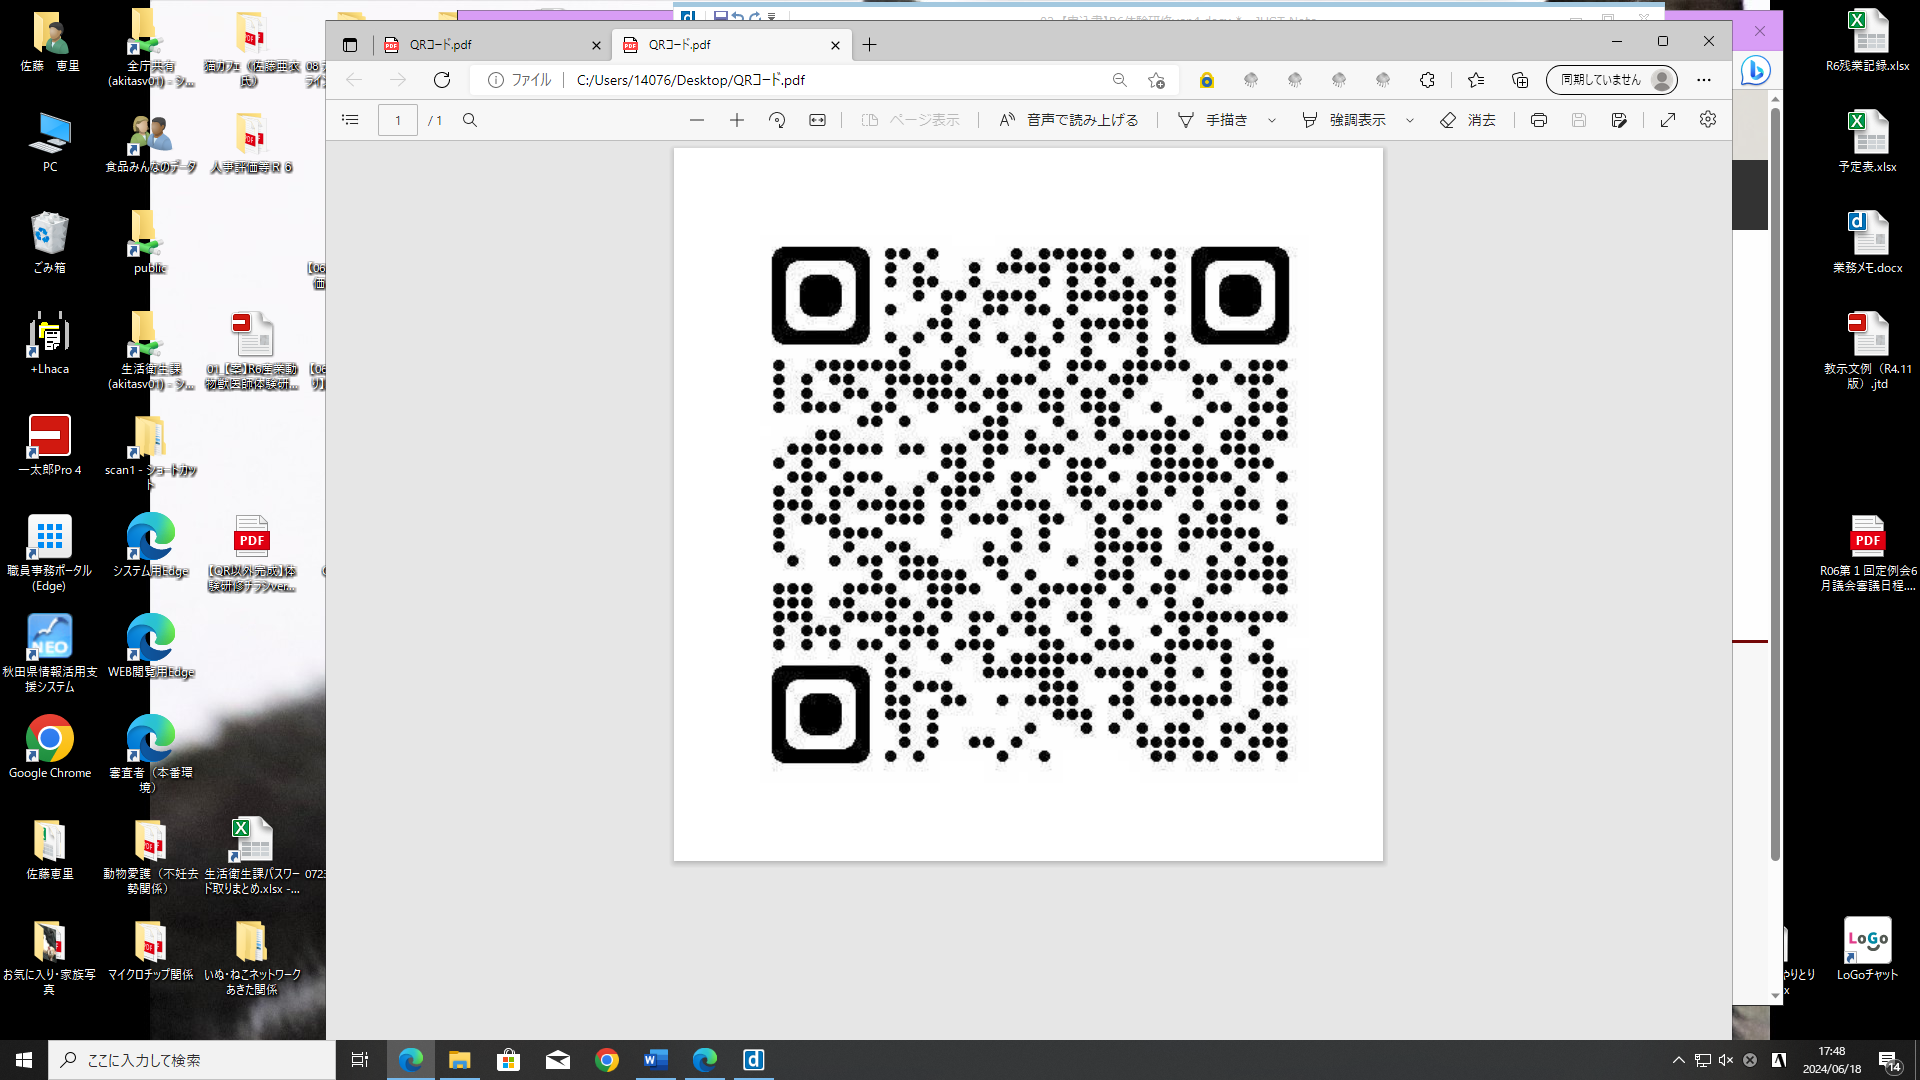 QRコード.pdf
QRコード.pdf
ファイル
C:/Users/14076/Desktop/QRコード.pdf
同期していません
1
/ 1
ページ表示
音声で読み上げる
手描き
強調表示
消去
佐藤 恵里
全庁共有
(akitasv01) - シ...
猫カフェ（佐藤亜衣
氏）
PC
食品みんなのデータ
人事評価等R６
ごみ箱
public
+Lhaca
生活衛生課
(akitasv01) - シ...
01_【案】R6産業動
物獣医師体験研...
一太郎Pro 4
scan1 - ショートカッ
ト
職員事務ポータル
(Edge)
システム用Edge
PDF
【QR以外完成】体
験研修チラシver...
NEO
秋田県情報活用支
援システム
WEB閲覧用Edge
Google Chrome
審査者（本番環
境）
佐藤恵里
動物愛護（不妊去
勢関係）
生活衛生課パスワー
ド取りまとめ.xlsx -...
0723
お気に入り・家族写
真
マイクロチップ関係
いぬ・ねこネットワーク
あきた関係
R6残業記録.xlsx
予定表.xlsx
業務メモ.docx
教示文例（R4.11
版）.jtd
PDF
R06第１回定例会6
月議会審議日程....
LoGo
LoGoチャット
やりとり
x
ここに入力して検索
17:48
2024/06/18
14